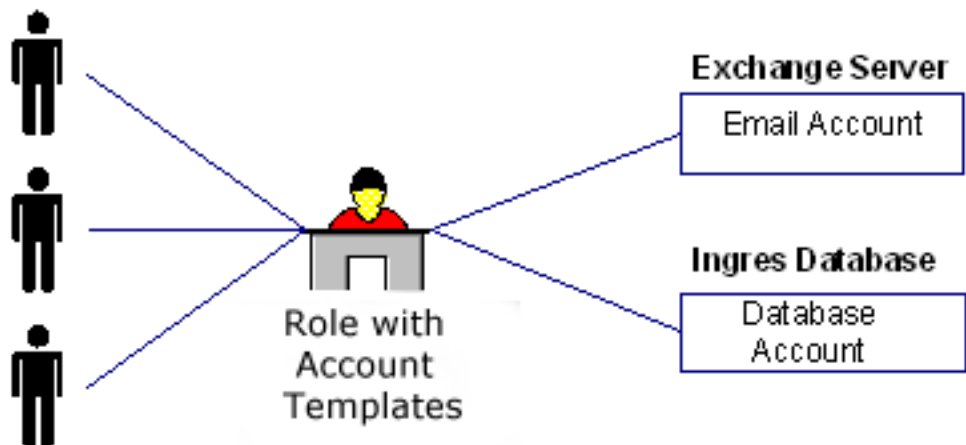 Exchange Server
Email Account
Ingres Database
Database
Account
Role with
Account
Templates